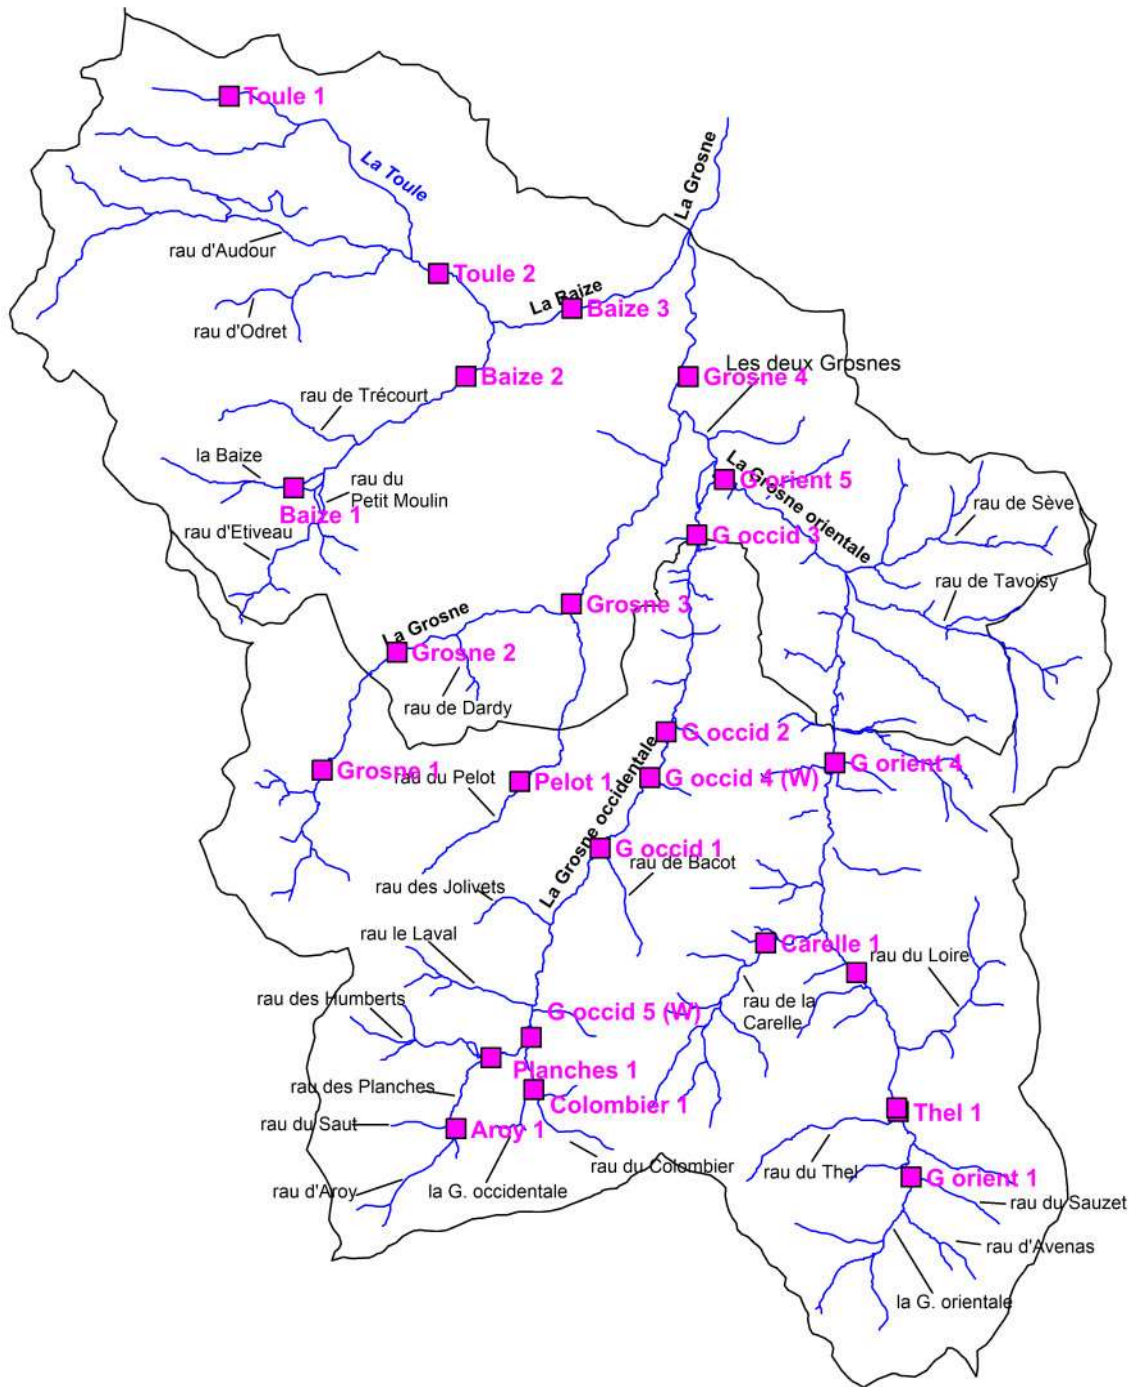 Toule 1
La Grosne
La Toule
rau d'Audour
Toule 2
La Baize
Baize 3
rau d'Odret
Les deux Grosnes
Baize 2
Grosne 4
rau de Trécourt
la Baize
La Grosne orientale
G orient 5
rau du
Petit Moulin
rau de Sève
Baize 1
rau d'Etiveau
G occid 3
rau de Tavoisy
La Grosne
Grosne 3
Grosne 2
rau de Dardy
G occid 2
La Grosne occidentale
Grosne 1
rau du Pelot
Pelot 1
G occid 4 (W)
G orient 4
G occid 1
rau de Bacot
rau des Jolivets
rau le Laval
Carelle 1
rau du Loire
rau des Humberts
rau de la
Carelle
G occid 5 (W)
Planches 1
rau des Planches
Colombier 1
Thel 1
rau du Saut
Aroy 1
rau du Colombier
rau du Thel
rau d'Aroy
la G. occidentale
G orient 1
rau du Sauzet
rau d'Avenas
la G. orientale